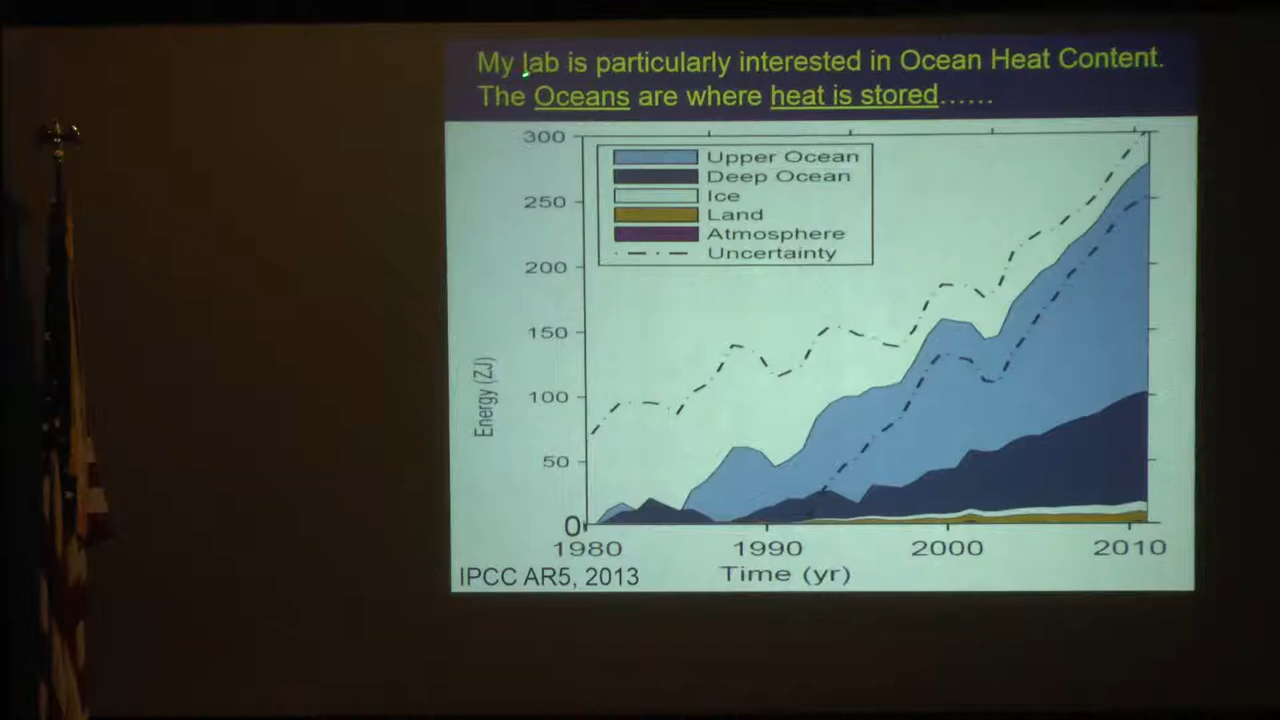 My lab is particularly interested in Ocean Heat Content.
The Oceans are where heat is stored......
300
250
200
150
100
50
0
Energy (ZJ)
Upper Ocean
Deep Ocean
Ice
Land
Atmosphere
Uncertainty
1980 1990 2000 2010
IPCC AR5, 2013 Time (yr)